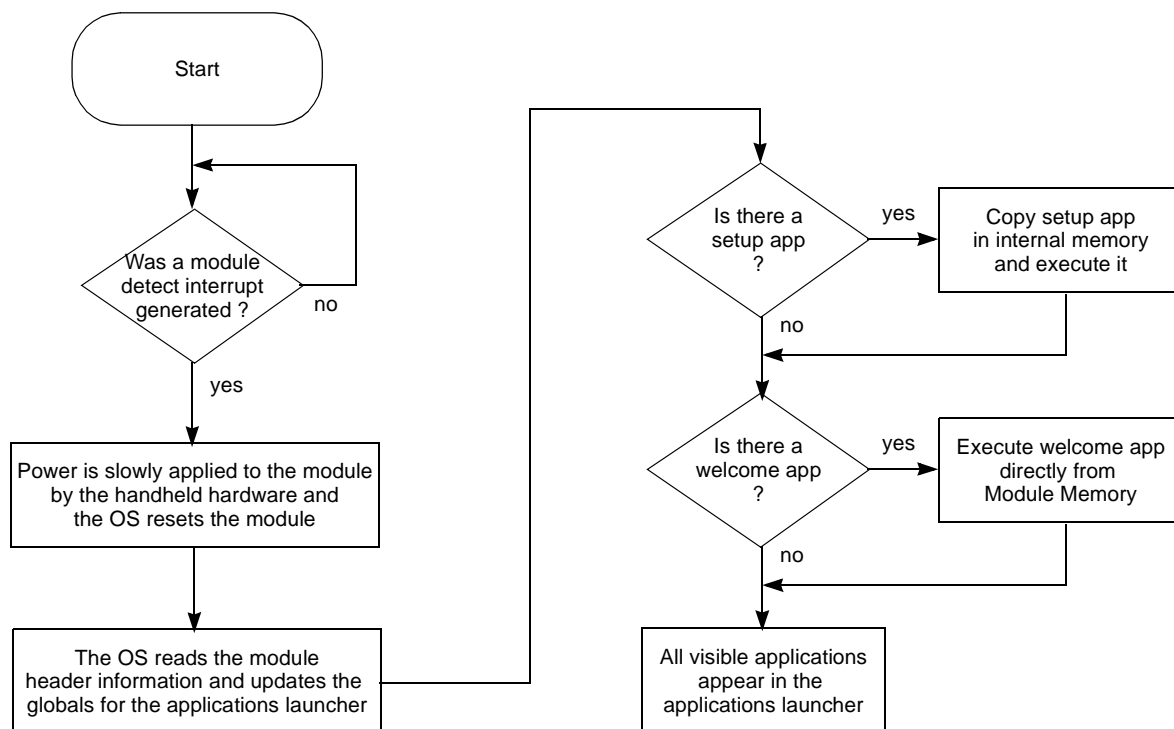 Start
Was a module
detect interrupt
generated ?
no
yes
Power is slowly applied to the module
by the handheld hardware and
the OS resets the module
The OS reads the module
header information and updates the
globals for the applications launcher
Is there a
setup app
?
yes
Copy setup app
in internal memory
and execute it
no
Is there a
welcome app
?
yes
Execute welcome app
directly from
Module Memory
no
All visible applications
appear in the
applications launcher